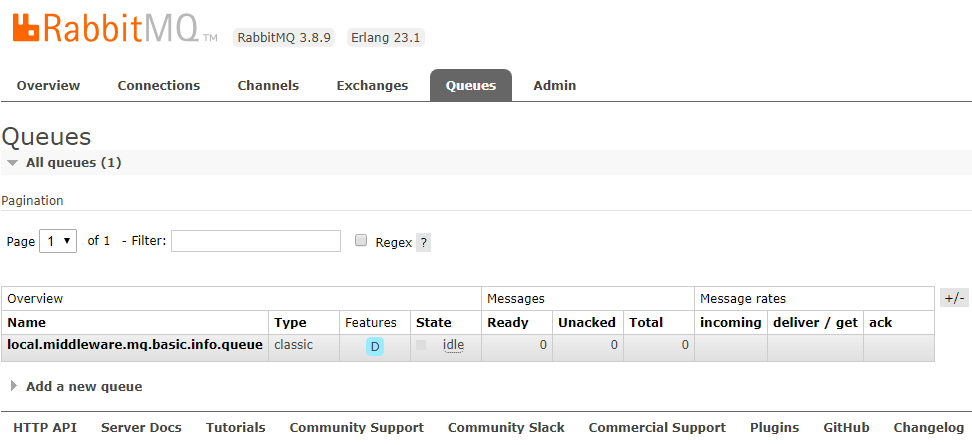 RabbitMQ TM RabbitMQ 3.8.9 Erlang 23.1
Overview Connections Channels Exchanges Queues Admin
Queues
All queues (1)
Pagination
Page 1 of 1 - Filter: Regex ?
Overview Messages Message rates +/-
Name Type Features State Ready Unacked Total incoming deliver / get ack
local.middleware.mq.basic.info.queue classic D idle 0 0 0
Add a new queue
HTTP API Server Docs Tutorials Community Support Community Slack Commercial Support Plugins GitHub Changelog